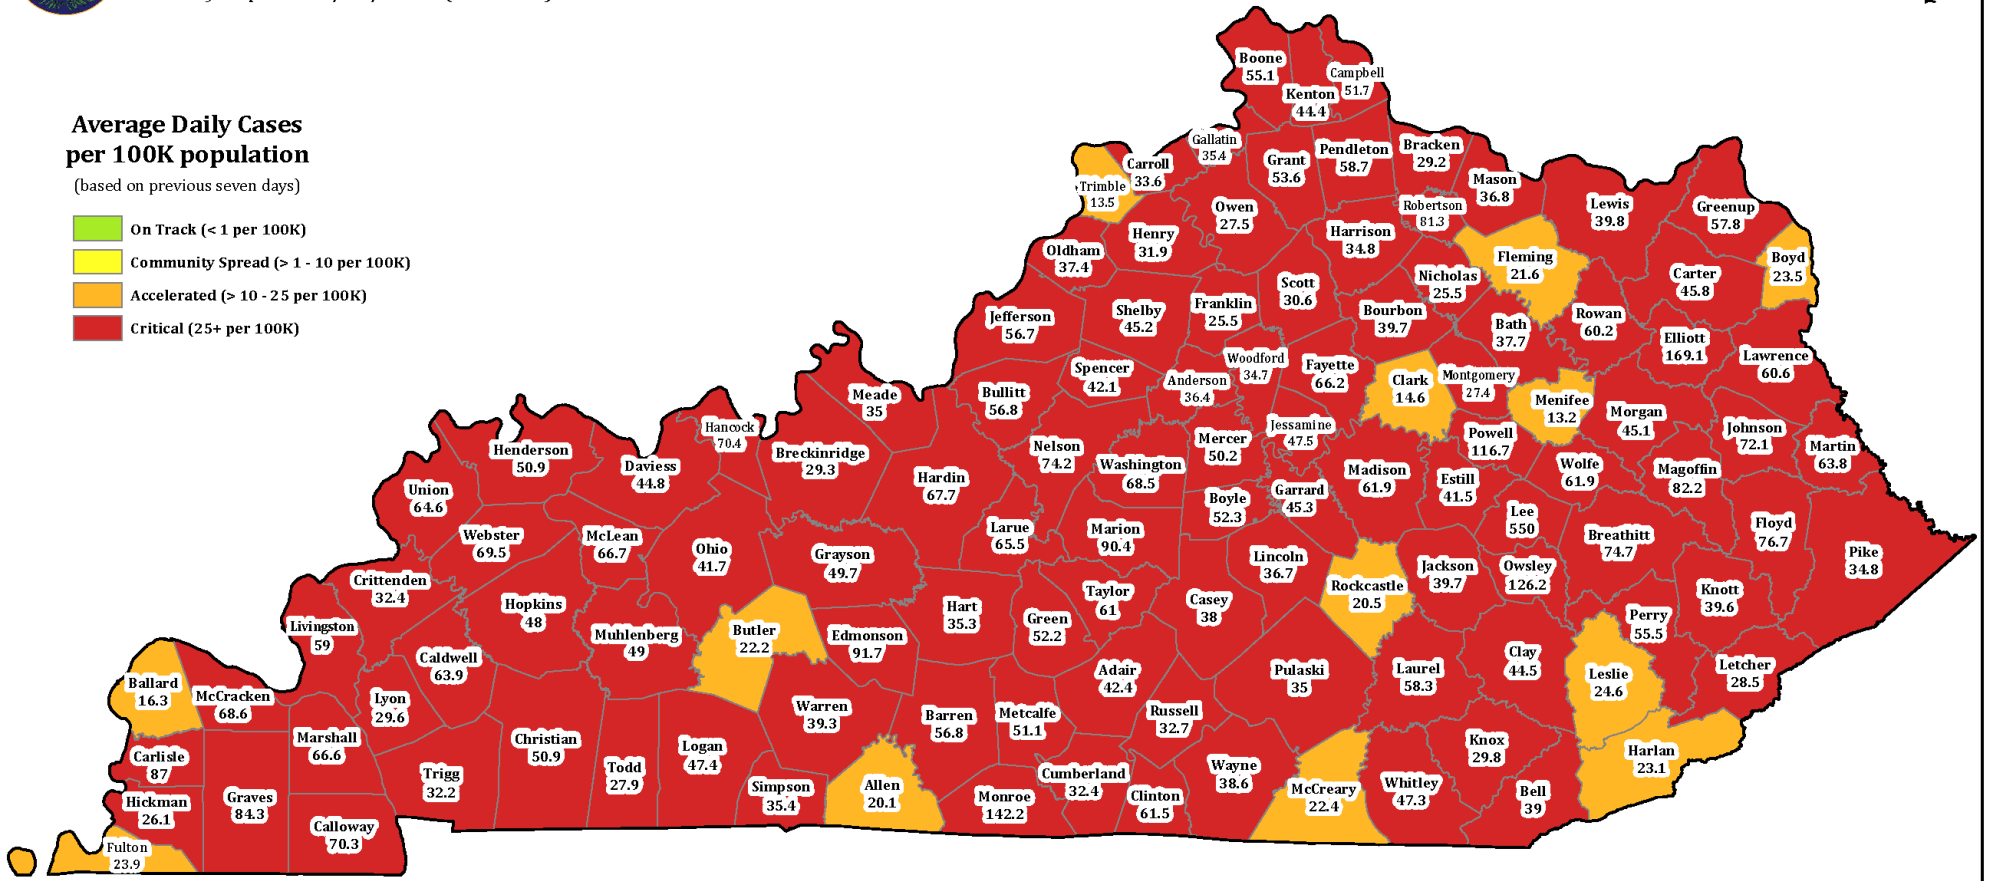 Average Daily Cases
per 100K population
(based on previous seven days)
On Track (< 1 per 100K)
Community Spread (> 1 - 10 per 100K)
Accelerated (> 10 - 25 per 100K)
Critical (25+ per 100K)
Boone
55.1
Campbell
51.7
Kenton
44.4
Gallatin
35.4
Carroll
33.6
Trimble
13.5
Grant
53.6
Pendleton
58.7
Bracken
29.2
Mason
36.8
Robertson
81.3
Lewis
39.8
Greenup
57.8
Owen
27.5
Henry
31.9
Oldham
37.4
Harrison
34.8
Fleming
21.6
Boyd
23.5
Nicholas
25.5
Carter
45.8
Scott
30.6
Franklin
25.5
Shelby
45.2
Jefferson
56.7
Bourbon
39.7
Bath
37.7
Rowan
60.2
Elliott
169.1
Lawrence
60.6
Woodford
34.7
Fayette
66.2
Spencer
42.1
Anderson
36.4
Clark
14.6
Montgomery
27.4
Menifee
13.2
Morgan
45.1
Meade
35
Bullitt
56.8
Jessamine
47.5
Powell
116.7
Johnson
72.1
Martin
63.8
Hancock
70.4
Henderson
50.9
Daviess
44.8
Breckinridge
29.3
Nelson
74.2
Mercer
50.2
Washington
68.5
Madison
61.9
Estill
41.5
Wolfe
61.9
Magoffin
82.2
Union
64.6
Hardin
67.7
Boyle
52.3
Garrard
45.3
Lee
550
Floyd
76.7
Webster
69.5
McLean
66.7
Ohio
41.7
Grayson
49.7
Larue
65.5
Marion
90.4
Lincoln
36.7
Breathitt
74.7
Pike
34.8
Crittenden
32.4
Rockcastle
20.5
Jackson
39.7
Owsley
126.2
Knott
39.6
Hopkins
48
Taylor
61
Casey
38
Hart
35.3
Green
52.2
Perry
55.5
Livingston
59
Muhlenberg
49
Butler
22.2
Edmonson
91.7
Caldwell
63.9
Adair
42.4
Pulaski
35
Laurel
58.3
Clay
44.5
Leslie
24.6
Letcher
28.5
Ballard
16.3
McCracken
68.6
Lyon
29.6
Warren
39.3
Barren
56.8
Metcalfe
51.1
Russell
32.7
Marshall
66.6
Christian
50.9
Logan
47.4
Knox
29.8
Harlan
23.1
Carlisle
87
Trigg
32.2
Todd
27.9
Simpson
35.4
Allen
20.1
Cumberland
32.4
Wayne
38.6
McCreary
22.4
Whitley
47.3
Bell
39
Hickman
26.1
Graves
84.3
Monroe
142.2
Clinton
61.5
Calloway
70.3
Fulton
23.9